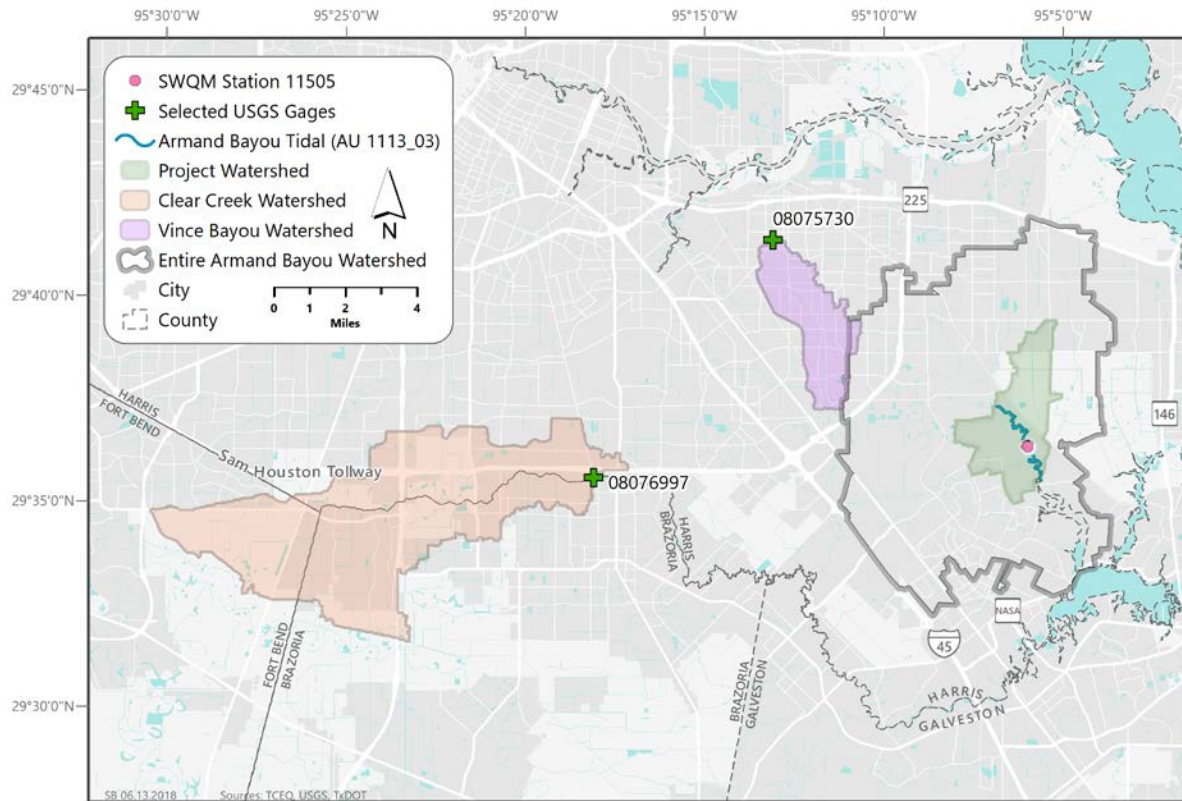 95°30'0"W 95°25'0"W 95°20'0"W 95°15'0"W 95°10'0"W 95°5'0"W
29°45'0"N
29°40'0"N
29°35'0"N
29°30'0"N
SWQM Station 11505
Selected USGS Gages
Armand Bayou Tidal (AU 1113_03)
Project Watershed
Clear Creek Watershed
Vince Bayou Watershed
Entire Armand Bayou Watershed
City
County
N
0 1 2 4
Miles
225
08075730
146
HARRIS
FORT BEND
Sam Houston Tollway
08076997
HARRIS
BRAZORIA
NASA
45
FORT BEND
BRAZORIA
BRAZORIA
GALVESTON
HARRIS
GALVESTON
SB 06.13.2018 Sources: TCEQ, USGS, TxDOT